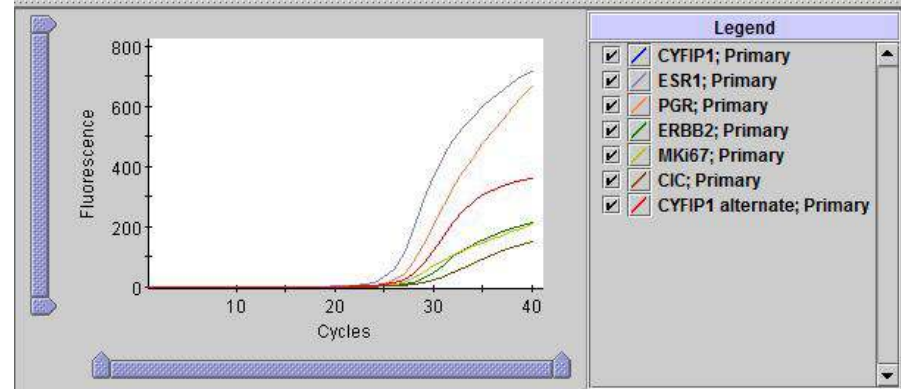 800
600
400
200
0
Fluorescence
10 20 30 40
Cycles
Legend
CYFIP1; Primary
ESR1; Primary
PGR; Primary
ERBB2; Primary
MKi67; Primary
CIC; Primary
CYFIP1 alternate; Primary